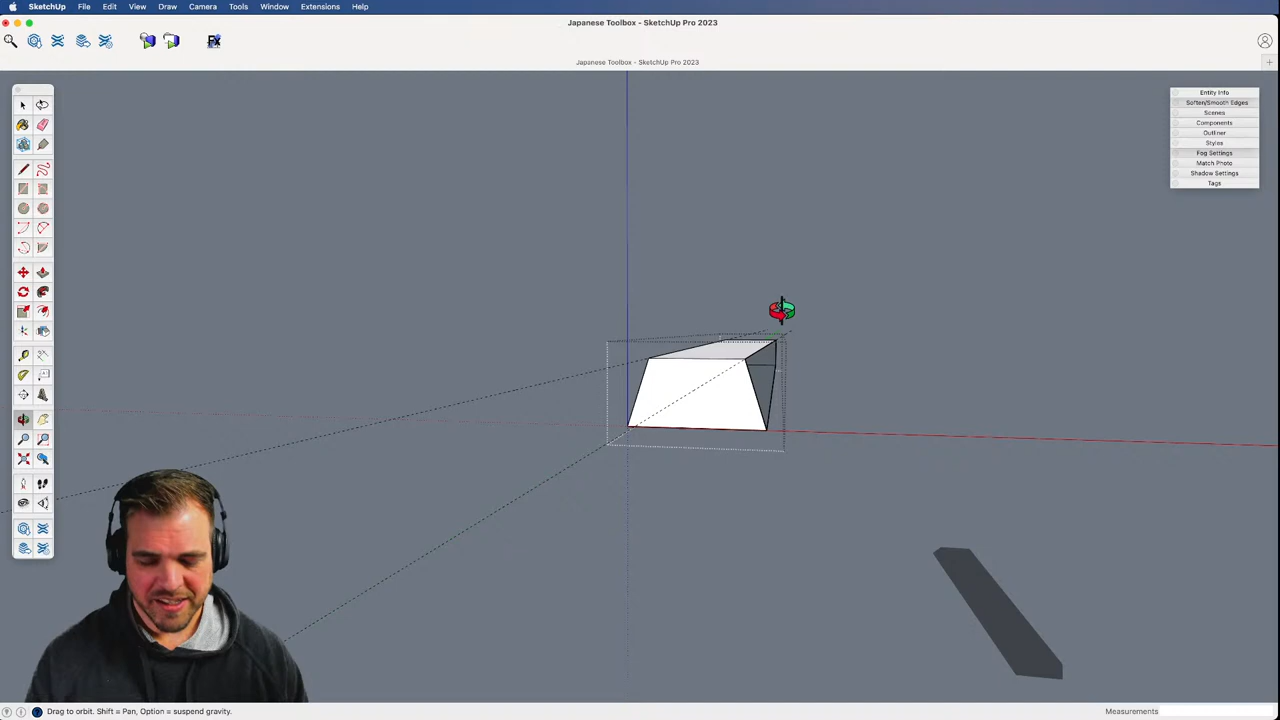 SketchUp File Edit View Draw Camera Tools Window Extensions Help
Japanese Toolbox - SketchUp Pro 2023
Japanese Toolbox - SketchUp Pro 2023
Entity Info
Soften/Smooth Edges
Scenes
Components
Outliner
Styles
Fog Settings
Match Photo
Shadow Settings
Tags
Drag to orbit. Shift = Pan, Option = suspend gravity.
Measurements